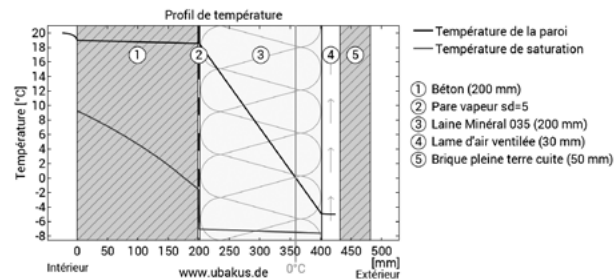 Profil de température
Température [°C]
20
18
16
14
12
10
8
6
4
2
0
-2
-4
-6
-8
1
2
3
4
5
0
50
100
150
200
250
300
350
400
450
500
[mm]
0°C
Intérieur
www.ubakus.de
Extérieur
Température de la paroi
Température de saturation
1 Béton (200 mm)
2 Pare vapeur sd=5
3 Laine Minéral 035 (200 mm)
4 Lame d'air ventilée (30 mm)
5 Brique pleine terre cuite (50 mm)